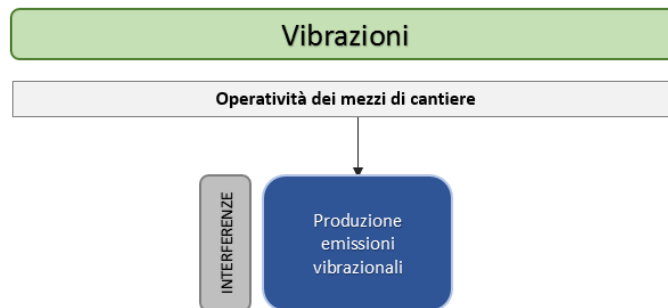 Vibrazioni
Operatività dei mezzi di cantiere
INTERFERENZE
Produzione
emissioni
vibrazionali